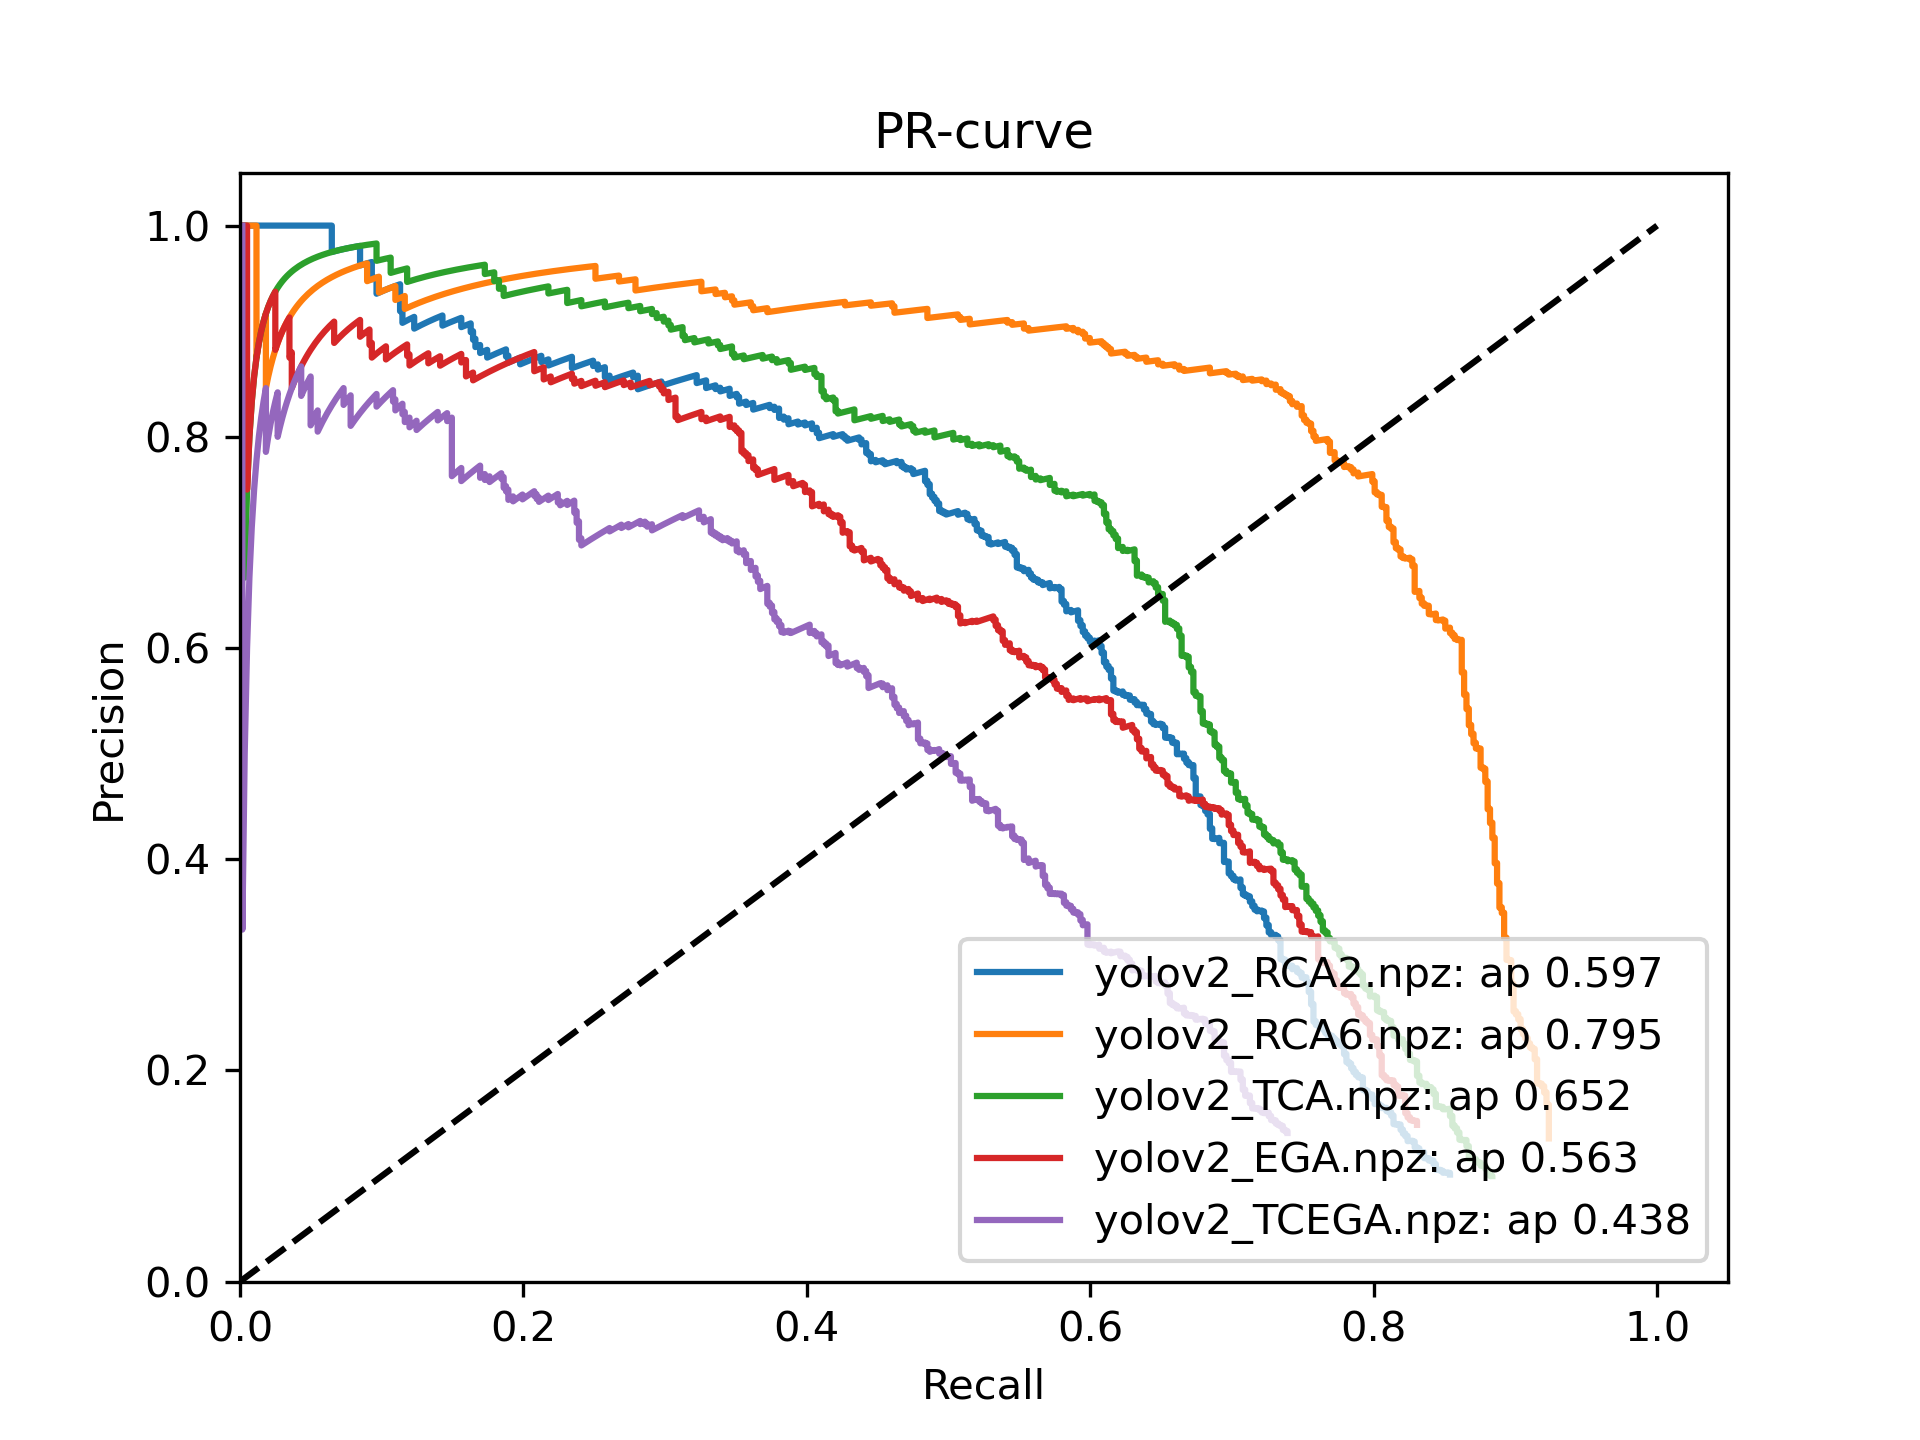 PR-curve
1.0
0.8
0.6
0.4
0.2
0.0
Precision
yolov2_RCA2.npz: ap 0.597
yolov2_RCA6.npz: ap 0.795
yolov2_TCA.npz: ap 0.652
yolov2_EGA.npz: ap 0.563
yolov2_TCEGA.npz: ap 0.438
0.0 0.2 0.4 0.6 0.8 1.0
Recall